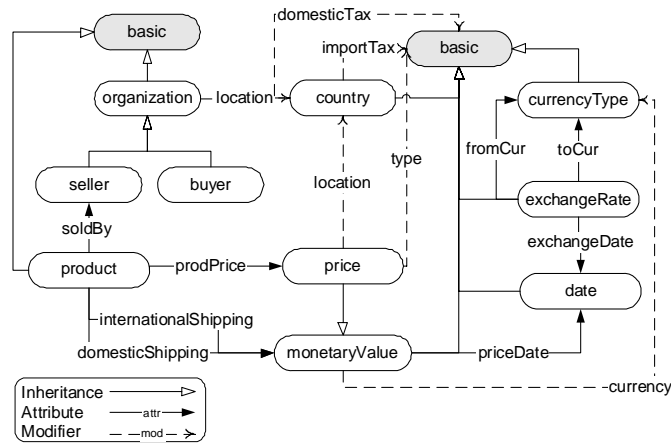 domesticTax
basic
importTax
basic
organization
location
country
currencyType
fromCur
toCur
type
seller
buyer
location
exchangeRate
soldBy
exchangeDate
product
prodPrice
price
date
internationalShipping
domesticShipping
monetaryValue
priceDate
currency
Inheritance
Attribute
attr
Modifier
mod